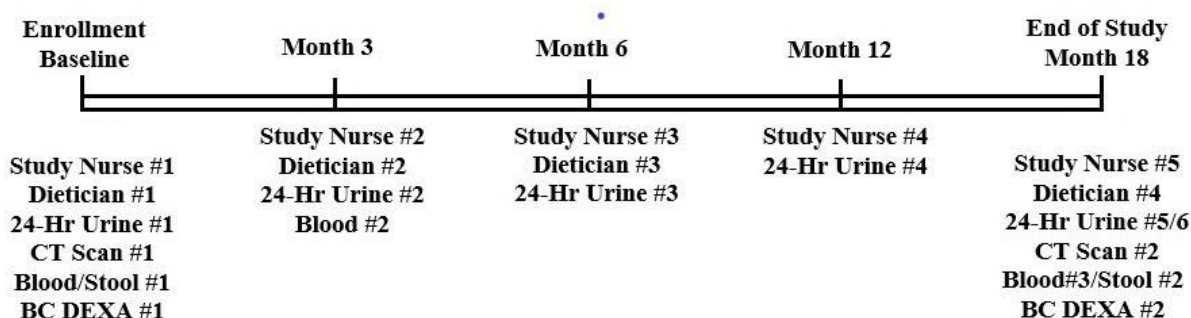 Enrollment
Baseline
Month 3
Month 6
Month 12
End of Study
Month 18
Study Nurse #1
Dietician #1
24-Hr Urine #1
CT Scan #1
Blood/Stool #1
BC DEXA #1
Study Nurse #2
Dietician #2
24-Hr Urine #2
Blood #2
Study Nurse #3
Dietician #3
24-Hr Urine #3
Study Nurse #4
24-Hr Urine #4
Study Nurse #5
Dietician #4
24-Hr Urine #5/6
CT Scan #2
Blood#3/Stool #2
BC DEXA #2